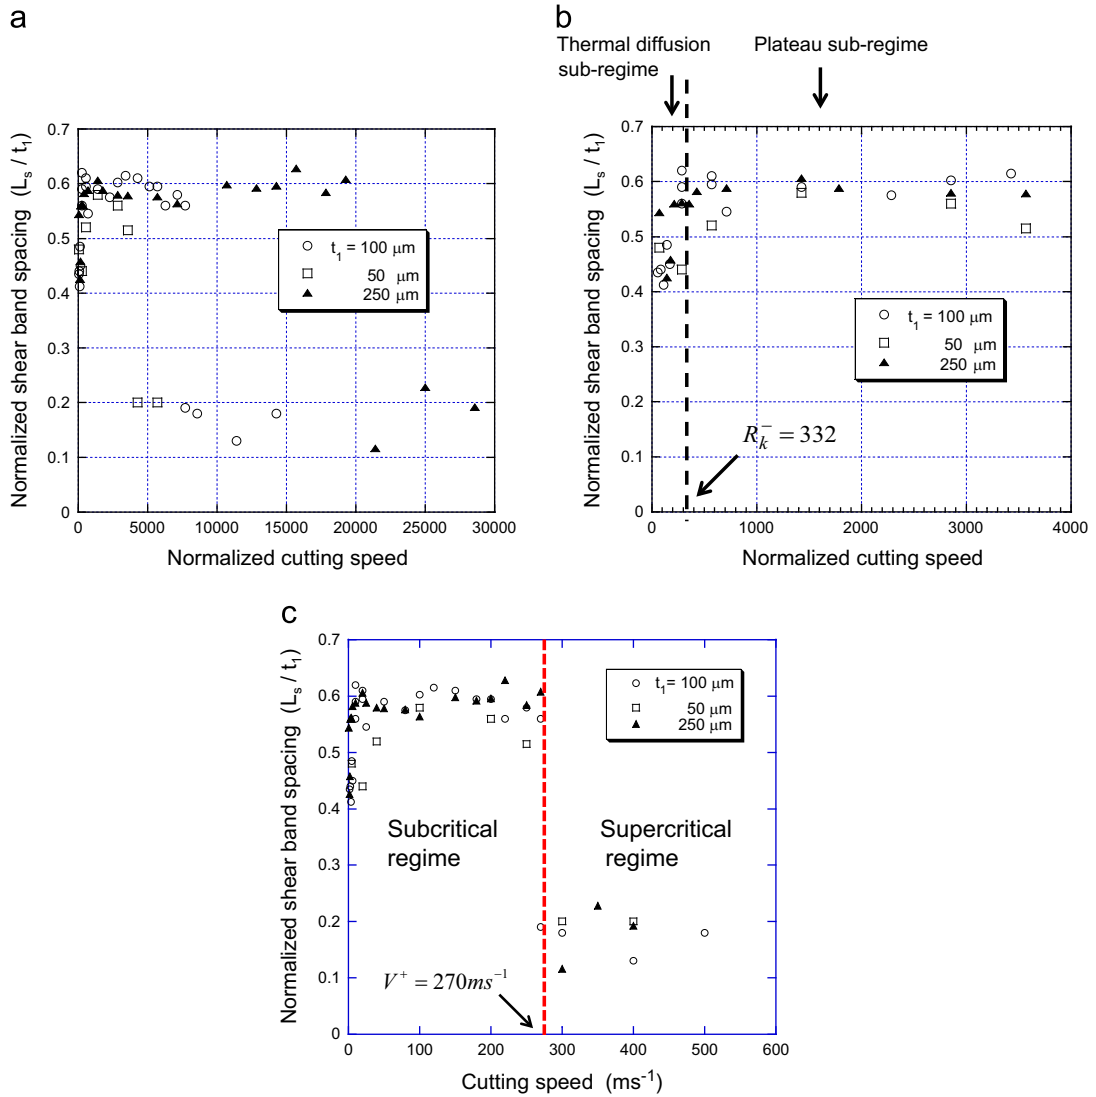 a
Normalized shear band spacing (Ls / t1)
0.7
0.6
0.5
0.4
0.3
0.2
0.1
0
0 5000 10000 15000 20000 25000 30000
Normalized cutting speed
t1 = 100 μm
50 μm
250 μm
b
Thermal diffusion
sub-regime
Plateau sub-regime
Normalized shear band spacing (Ls / t1)
0.7
0.6
0.5
0.4
0.3
0.2
0.1
0
0 1000 2000 3000 4000
Normalized cutting speed
t1 = 100 μm
50 μm
250 μm
R_k^- = 332
c
Normalized shear band spacing (Ls / t1)
0.7
0.6
0.5
0.4
0.3
0.2
0.1
0
0 100 200 300 400 500 600
Cutting speed (ms-1)
t1= 100 μm
50 μm
250 μm
Subcritical
regime
Supercritical
regime
V+ = 270ms−1